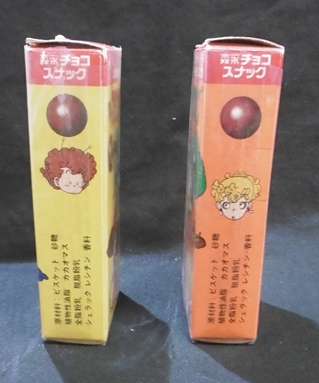 森永チョコ
スナック
原材料：ビスケット 砂糖
植物性油脂 カカオマス
全脂粉乳 脱脂粉乳
シェラック レシチン 香料
森永チョコ
スナック
原材料：ビスケット 砂糖
植物性油脂 カカオマス
全脂粉乳 脱脂粉乳
シェラック レシチン 香料